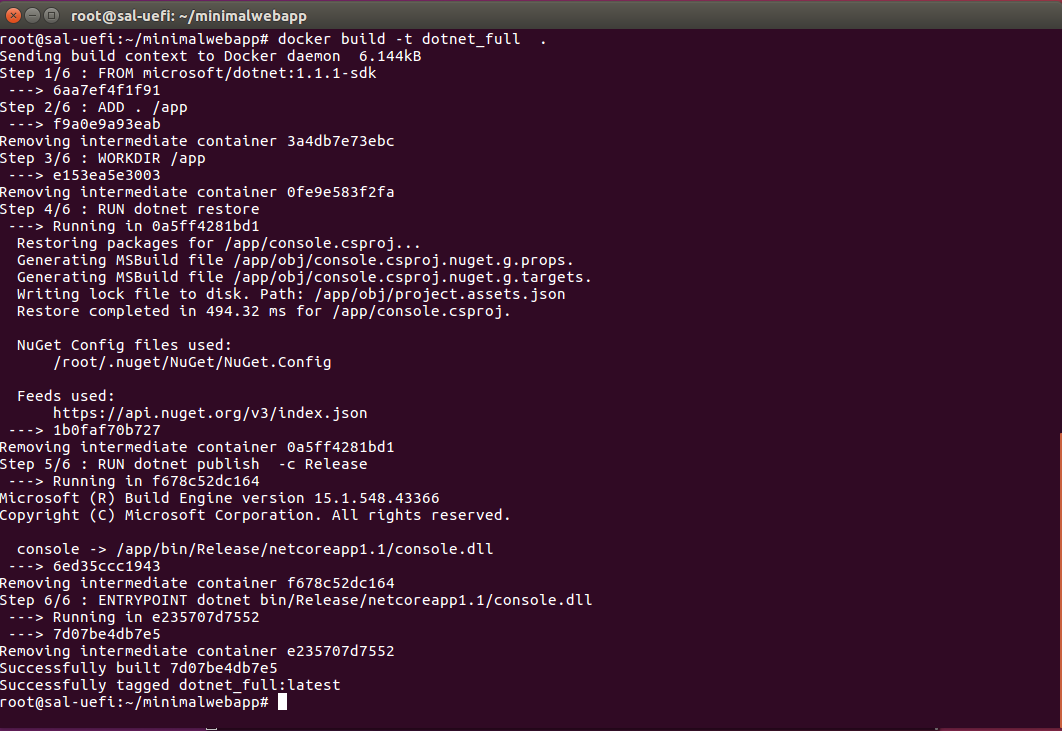 root@sal-uefi: ~/minimalwebapp
root@sal-uefi:~/minimalwebapp# docker build -t dotnet_full  .
Sending build context to Docker daemon  6.144kB
Step 1/6 : FROM microsoft/dotnet:1.1.1-sdk
 ---> 6aa7ef4f1f91
Step 2/6 : ADD . /app
 ---> f9a0e9a93eab
Removing intermediate container 3a4db7e73ebc
Step 3/6 : WORKDIR /app
 ---> e153ea5e3003
Removing intermediate container 0fe9e583f2fa
Step 4/6 : RUN dotnet restore
 ---> Running in 0a5ff4281bd1
  Restoring packages for /app/console.csproj...
  Generating MSBuild file /app/obj/console.csproj.nuget.g.props.
  Generating MSBuild file /app/obj/console.csproj.nuget.g.targets.
  Writing lock file to disk. Path: /app/obj/project.assets.json
  Restore completed in 494.32 ms for /app/console.csproj.
  NuGet Config files used:
      /root/.nuget/NuGet/NuGet.Config
  Feeds used:
      https://api.nuget.org/v3/index.json
 ---> 1b0faf70b727
Removing intermediate container 0a5ff4281bd1
Step 5/6 : RUN dotnet publish  -c Release
 ---> Running in f678c52dc164
Microsoft (R) Build Engine version 15.1.548.43366
Copyright (C) Microsoft Corporation. All rights reserved.
  console -> /app/bin/Release/netcoreapp1.1/console.dll
 ---> 6ed35ccc1943
Removing intermediate container f678c52dc164
Step 6/6 : ENTRYPOINT dotnet bin/Release/netcoreapp1.1/console.dll
 ---> Running in e235707d7552
 ---> 7d07be4db7e5
Removing intermediate container e235707d7552
Successfully built 7d07be4db7e5
Successfully tagged dotnet_full:latest
root@sal-uefi:~/minimalwebapp#